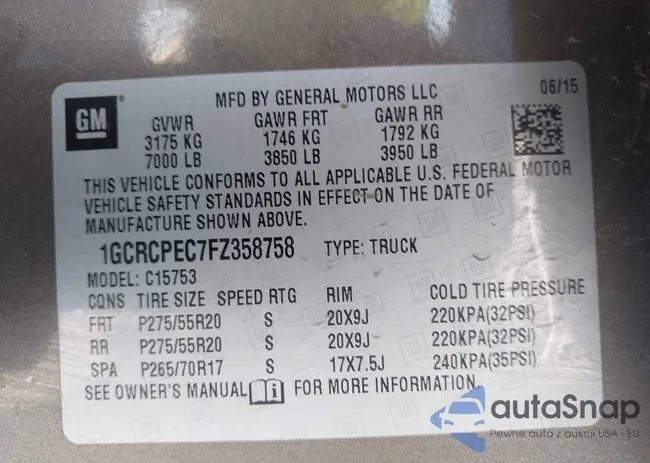 MFD BY GENERAL MOTORS LLC 06/15
GM
GVWR GAWR FRT GAWR RR
3175 KG 1746 KG 1792 KG
7000 LB 3850 LB 3950 LB
THIS VEHICLE CONFORMS TO ALL APPLICABLE U.S. FEDERAL MOTOR
VEHICLE SAFETY STANDARDS IN EFFECT ON THE DATE OF
MANUFACTURE SHOWN ABOVE.
1GCRCPEC7FZ358758 TYPE: TRUCK
MODEL: C15753
CONS TIRE SIZE SPEED RTG RIM COLD TIRE PRESSURE
FRT P275/55R20 S 20X9J 220KPA(32PSI)
RR P275/55R20 S 20X9J 220KPA(32PSI)
SPA P265/70R17 S 17X7.5J 240KPA(35PSI)
SEE OWNER'S MANUAL FOR MORE INFORMATION.
autaSnap
Pewne auta z aukcji USA i EU